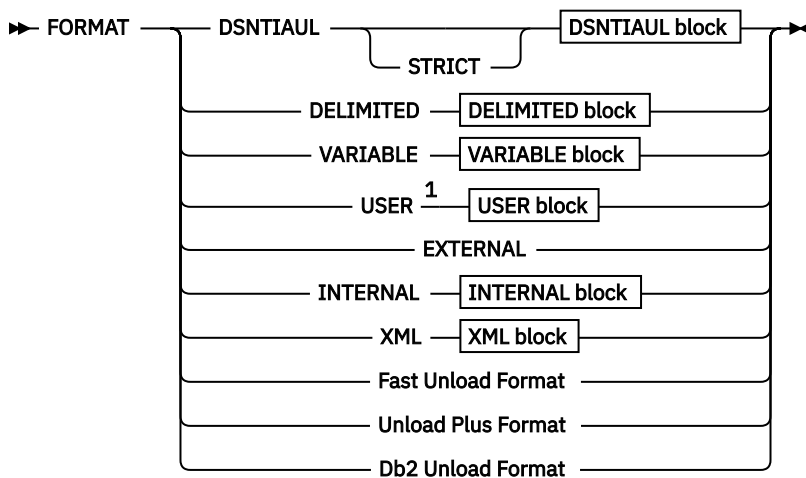 FORMAT DSNTIAUL DSNTIAUL block
STRICT
DELIMITED DELIMITED block
VARIABLE VARIABLE block
USER 1 USER block
EXTERNAL
INTERNAL INTERNAL block
XML XML block
Fast Unload Format
Unload Plus Format
Db2 Unload Format